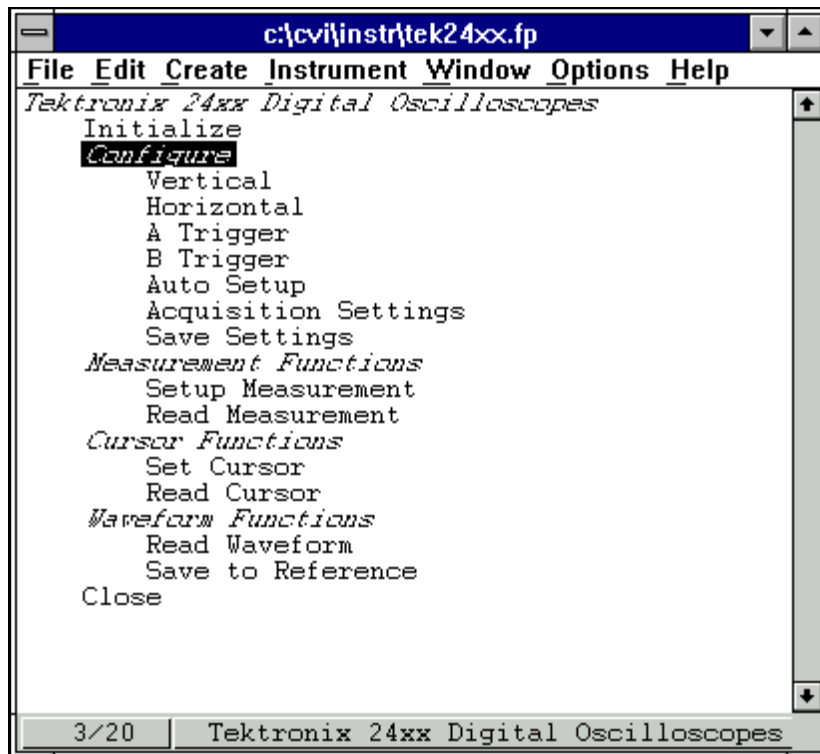 c:\cvi\instr\tek24xx.fp
File Edit Create Instrument Window Options Help
Tektronix 24xx Digital Oscilloscopes
Initialize
Configure
Vertical
Horizontal
A Trigger
B Trigger
Auto Setup
Acquisition Settings
Save Settings
Measurement Functions
Setup Measurement
Read Measurement
Cursor Functions
Set Cursor
Read Cursor
Waveform Functions
Read Waveform
Save to Reference
Close
3/20 Tektronix 24xx Digital Oscilloscopes